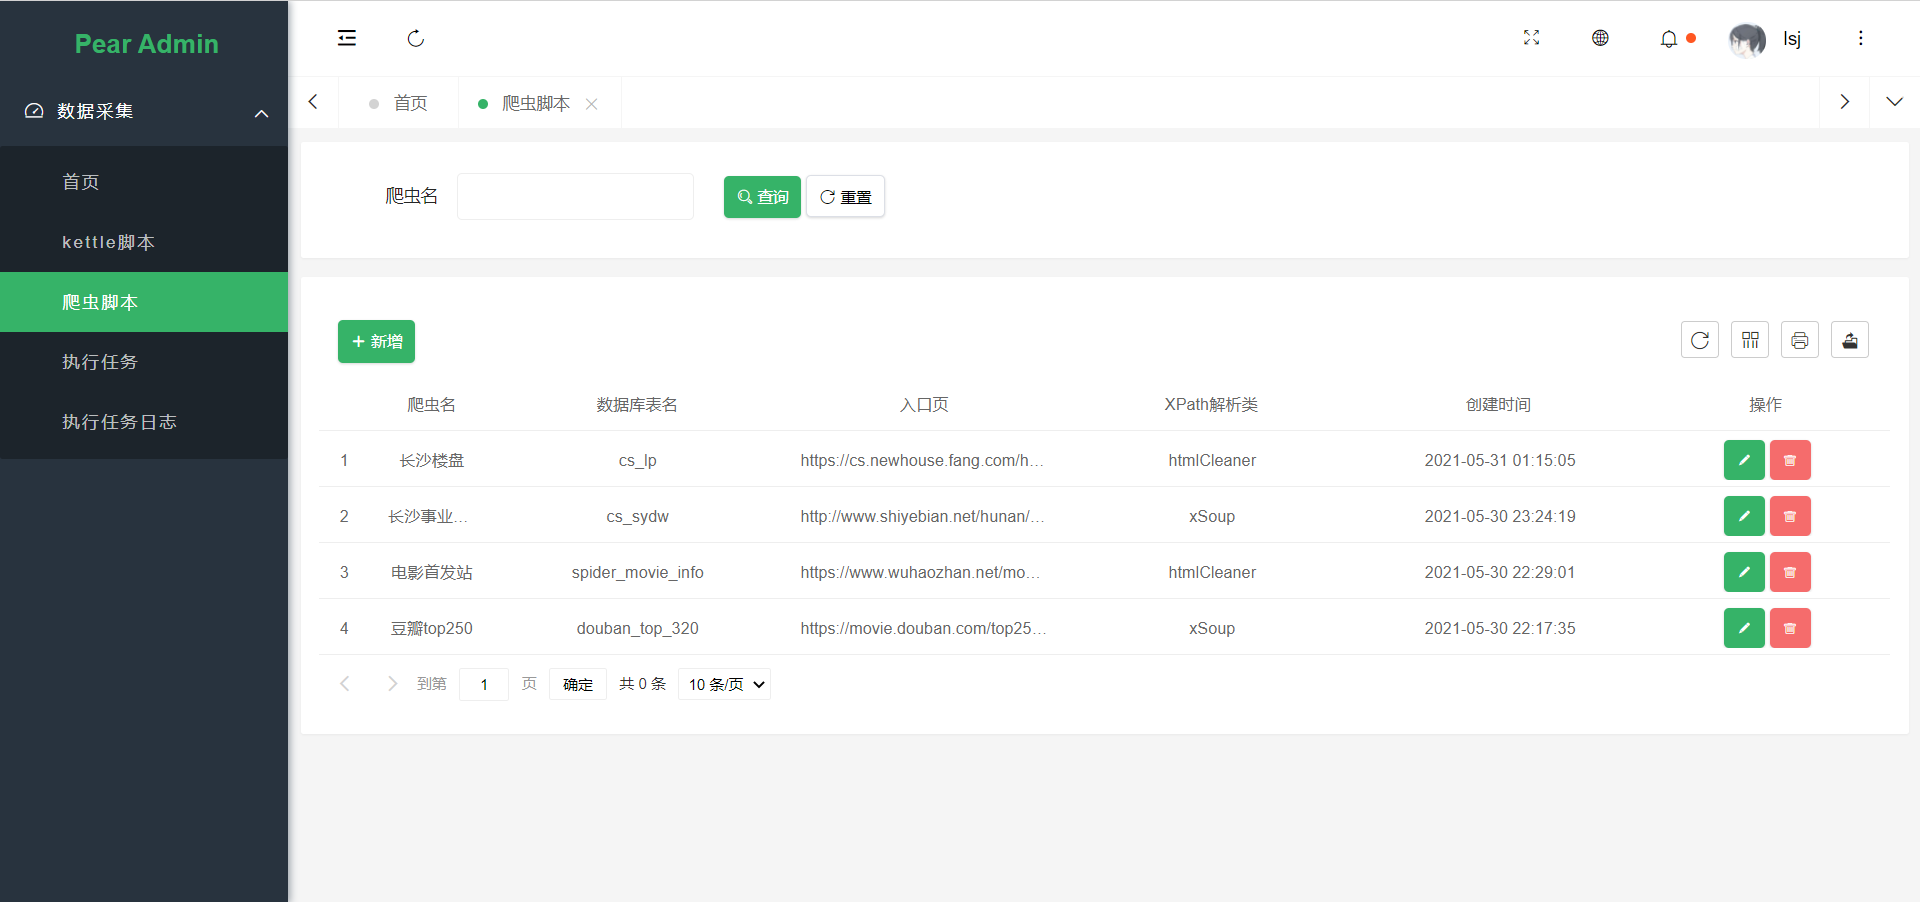 Pear Admin
lsj
数据采集
首页
kettle脚本
爬虫脚本
执行任务
执行任务日志
首页
爬虫脚本
爬虫名
查询
重置
新增
爬虫名 数据库表名 入口页 XPath解析类 创建时间 操作
1 长沙楼盘 cs_lp https://cs.newhouse.fang.com/h... htmlCleaner 2021-05-31 01:15:05
2 长沙事业... cs_sydw http://www.shiyebian.net/hunan/... xSoup 2021-05-30 23:24:19
3 电影首发站 spider_movie_info https://www.wuhaozhan.net/mo... htmlCleaner 2021-05-30 22:29:01
4 豆瓣top250 douban_top_320 https://movie.douban.com/top25... xSoup 2021-05-30 22:17:35
到第 1 页 确定 共 0 条 10 条/页